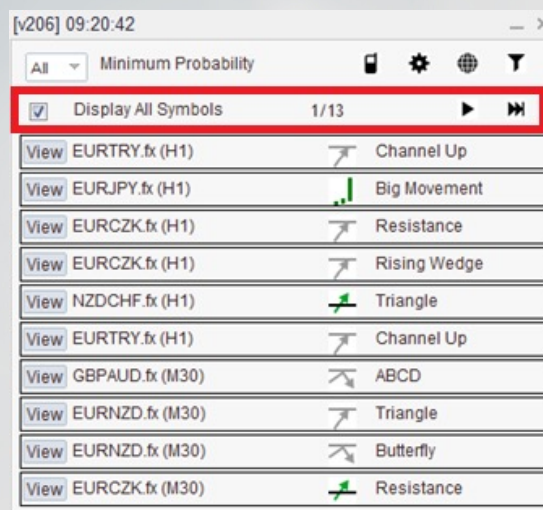 [v206] 09:20:42
All Minimum Probability
Display All Symbols 1/13
View EURTRY.fx (H1) Channel Up
View EURJPY.fx (H1) Big Movement
View EURCZK.fx (H1) Resistance
View EURCZK.fx (H1) Rising Wedge
View NZDCHF.fx (H1) Triangle
View EURTRY.fx (H1) Channel Up
View GBPAUD.fx (M30) ABCD
View EURNZD.fx (M30) Triangle
View EURNZD.fx (M30) Butterfly
View EURCZK.fx (M30) Resistance